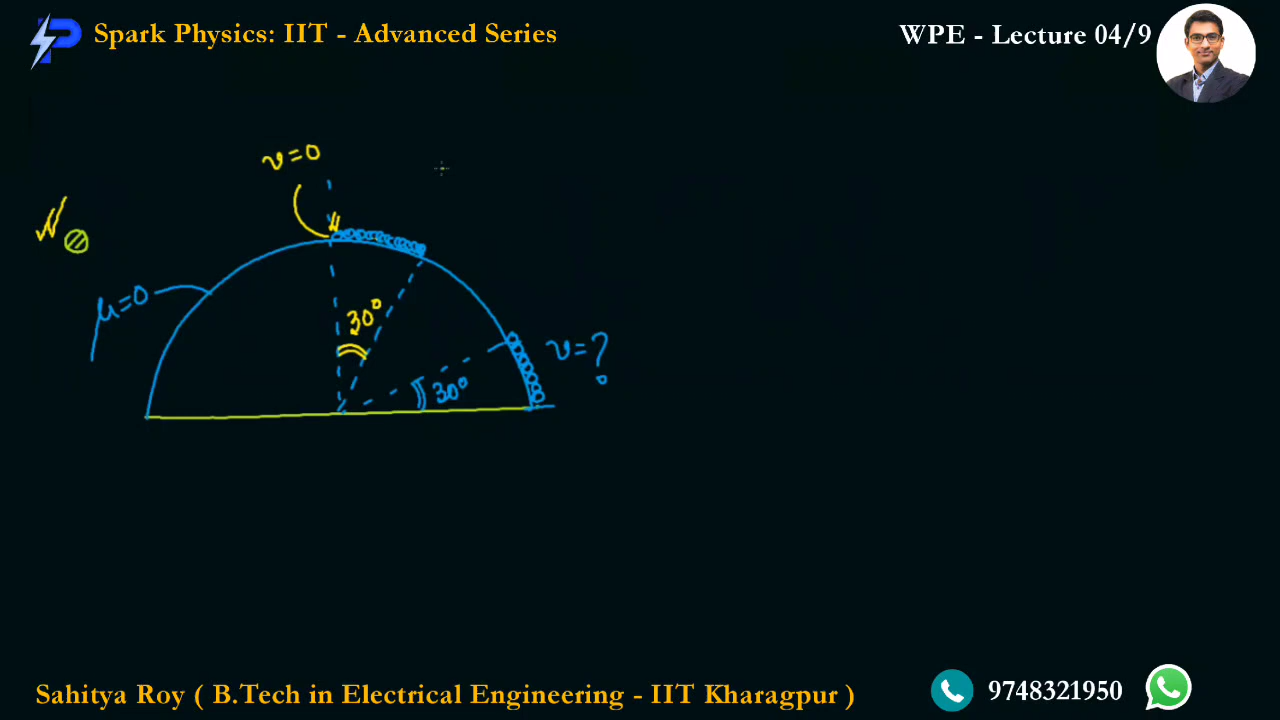 Spark Physics: IIT - Advanced Series
WPE - Lecture 04/9
v=0
μ=0
30°
30°
v=?
Sahitya Roy ( B.Tech in Electrical Engineering - IIT Kharagpur )
9748321950